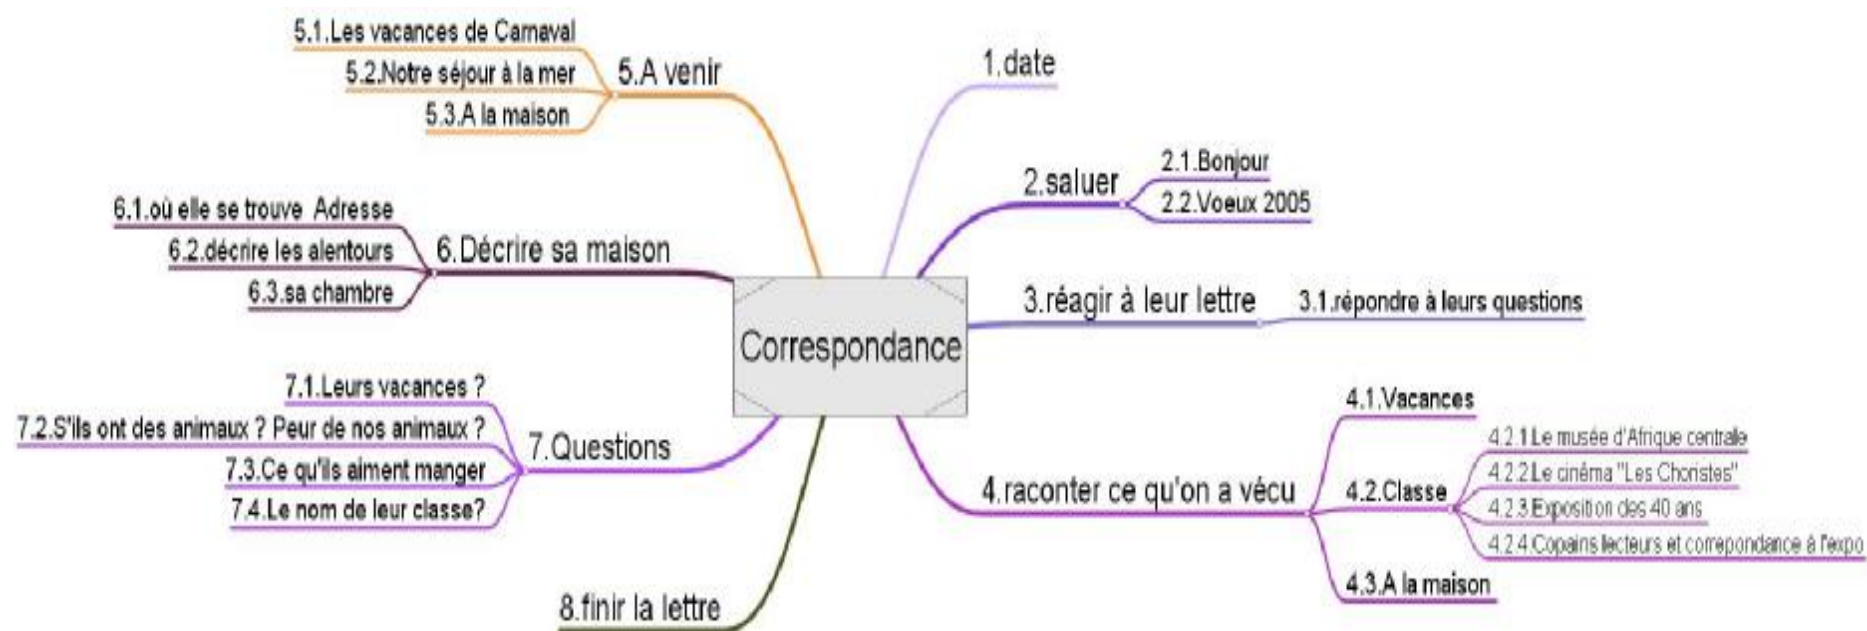 Correspondance
1.date
2.saluer
2.1.Bonjour
2.2.Voeux 2005
3.réagir à leur lettre
3.1.répondre à leurs questions
4.raconter ce qu'on a vécu
4.1.Vacances
4.2.Classe
4.2.1.Le musée d'Afrique centrale
4.2.2.Le cinéma "Les Choristes"
4.2.3.Exposition des 40 ans
4.2.4.Copains lecteurs et correpondance à l'expo
4.3.A la maison
5.A venir
5.1.Les vacances de Carnaval
5.2.Notre séjour à la mer
5.3.A la maison
6.Décrire sa maison
6.1.où elle se trouve Adresse
6.2.décrire les alentours
6.3.sa chambre
7.Questions
7.1.Leurs vacances ?
7.2.S'ils ont des animaux ? Peur de nos animaux ?
7.3.Ce qu'ils aiment manger
7.4.Le nom de leur classe?
8.finir la lettre